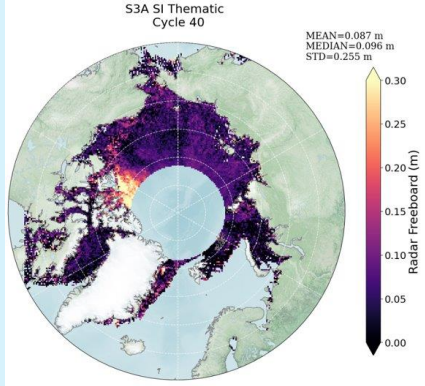 S3A SI Thematic
Cycle 40
MEAN=0.087 m
MEDIAN=0.096 m
STD=0.255 m
0.30
0.25
0.20
0.15
0.10
0.05
0.00
Radar Freeboard (m)